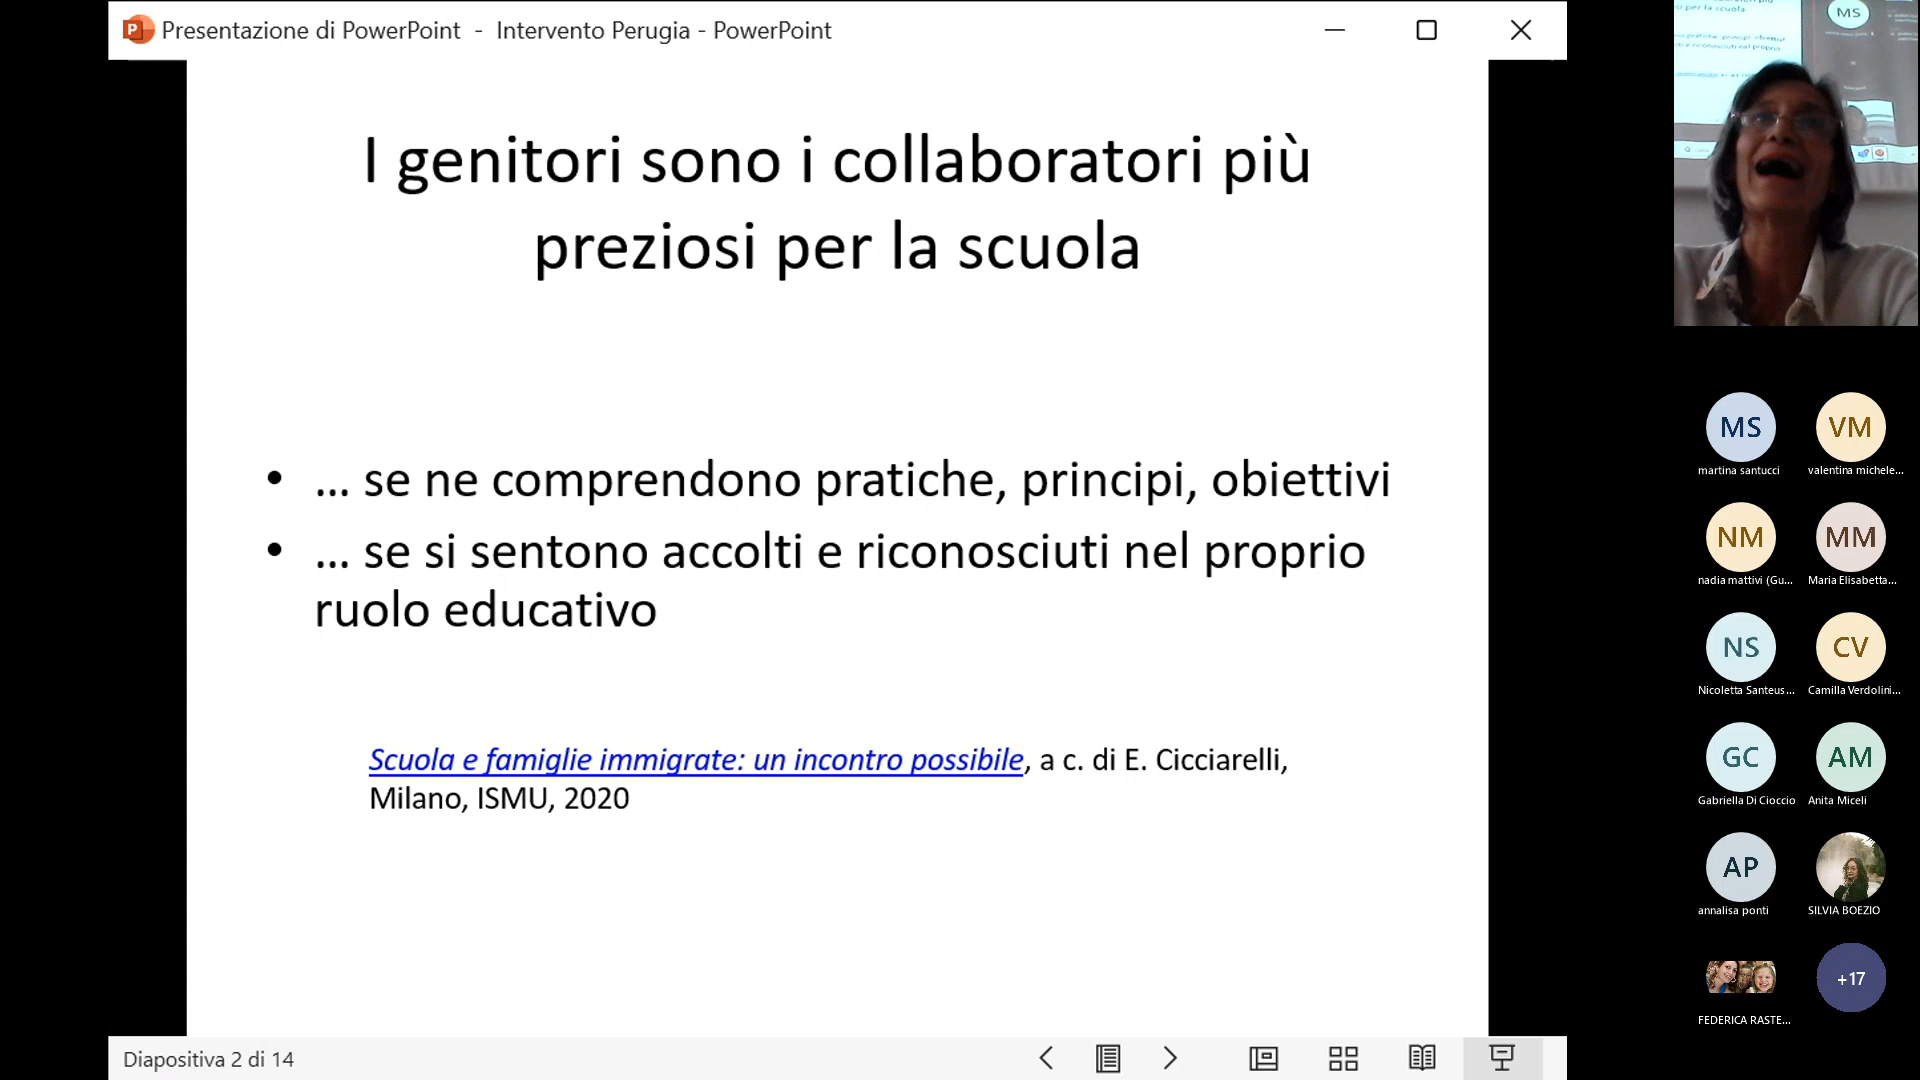 Presentazione di PowerPoint - Intervento Perugia - PowerPoint
I genitori sono i collaboratori più
preziosi per la scuola
• ... se ne comprendono pratiche, principi, obiettivi
• ... se si sentono accolti e riconosciuti nel proprio
ruolo educativo
Scuola e famiglie immigrate: un incontro possibile, a c. di E. Cicciarelli,
Milano, ISMU, 2020
Diapositiva 2 di 14
per la scuola
MS
MS
martina santucci
VM
valentina michele...
NM
nadia mattivi (Gu...
MM
Maria Elisabetta...
NS
Nicoletta Santeus...
CV
Camilla Verdolini...
GC
Gabriella Di Cioccio
AM
Anita Miceli
AP
annalisa ponti
SILVIA BOEZIO
FEDERICA RASTE...
+17